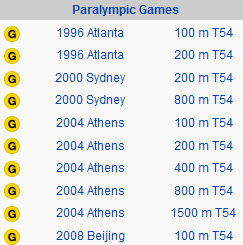 Paralympic Games
G 1996 Atlanta 100 m T54
G 1996 Atlanta 200 m T54
G 2000 Sydney 200 m T54
G 2000 Sydney 800 m T54
G 2004 Athens 100 m T54
G 2004 Athens 200 m T54
G 2004 Athens 400 m T54
G 2004 Athens 800 m T54
G 2004 Athens 1500 m T54
G 2008 Beijing 100 m T54